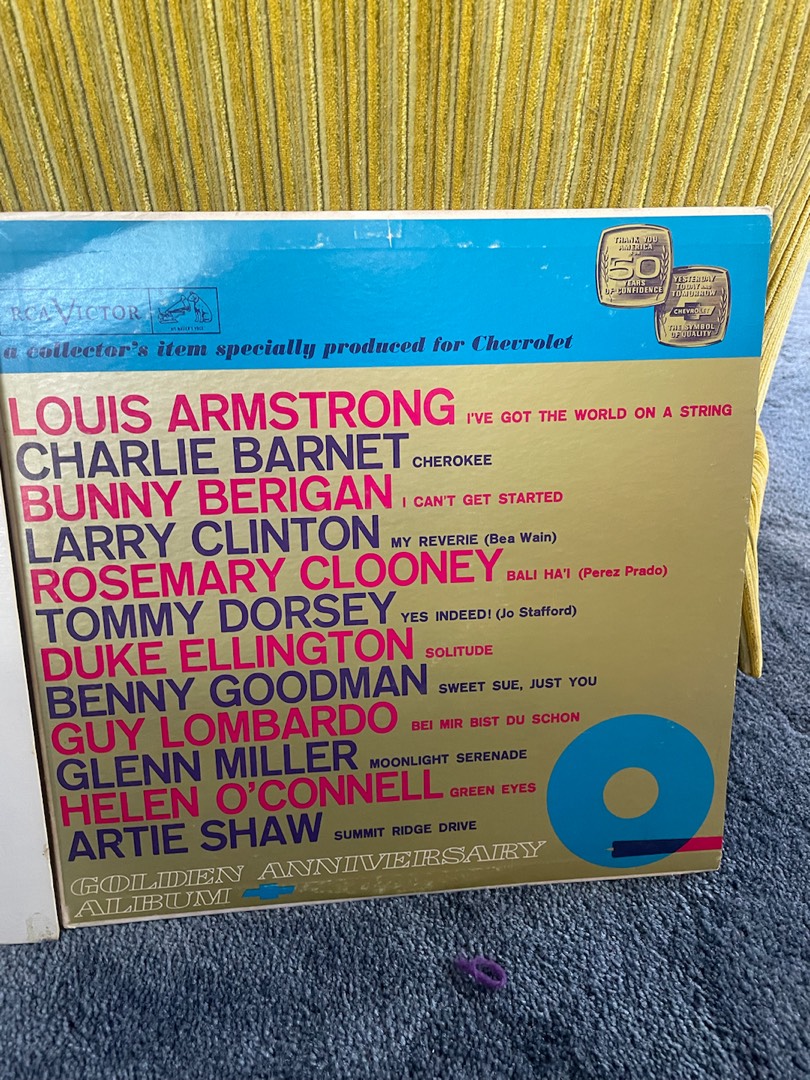 THANK YOU
AMERICA
50
YEARS
OF CONFIDENCE
YESTERDAY
TODAY AND
TOMORROW
CHEVROLET
THE SYMBOL
OF QUALITY
RCA VICTOR
a collector's item specially produced for Chevrolet
LOUIS ARMSTRONG I'VE GOT THE WORLD ON A STRING
CHARLIE BARNET CHEROKEE
BUNNY BERIGAN I CAN'T GET STARTED
LARRY CLINTON MY REVERIE (Bea Wain)
ROSEMARY CLOONEY BALI HA'I (Perez Prado)
TOMMY DORSEY YES INDEED! (Jo Stafford)
DUKE ELLINGTON SOLITUDE
BENNY GOODMAN SWEET SUE, JUST YOU
GUY LOMBARDO BEI MIR BIST DU SCHON
GLENN MILLER MOONLIGHT SERENADE
HELEN O'CONNELL GREEN EYES
ARTIE SHAW SUMMIT RIDGE DRIVE
GOLDEN ANNIVERSARY
ALBUM